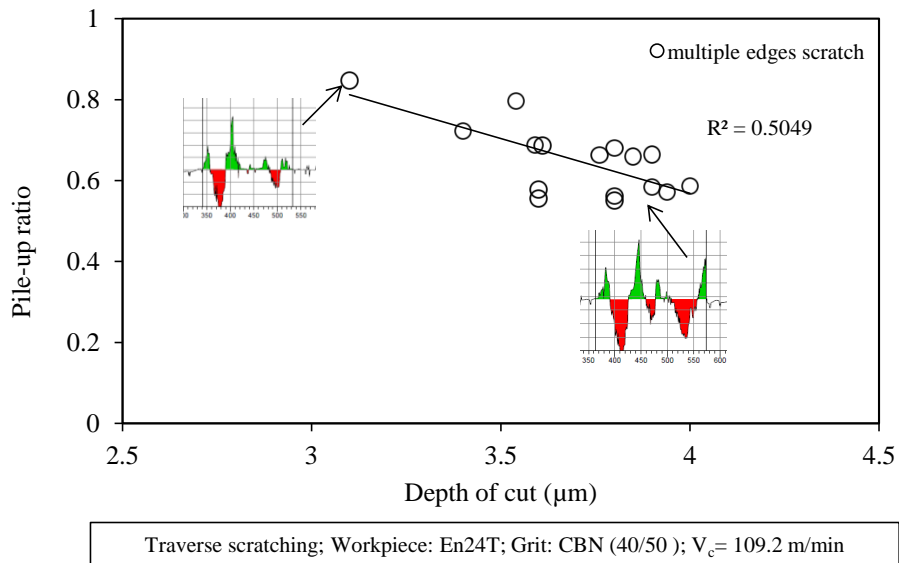 1
multiple edges scratch
0.8
R² = 0.5049
300 350 400 450 500 550
0.6
Pile-up ratio
0.4
350 400 450 500 540 600
0.2
0
2.5 3 3.5 4 4.5
Depth of cut (µm)
Traverse scratching; Workpiece: En24T; Grit: CBN (40/50 ); Vc= 109.2 m/min